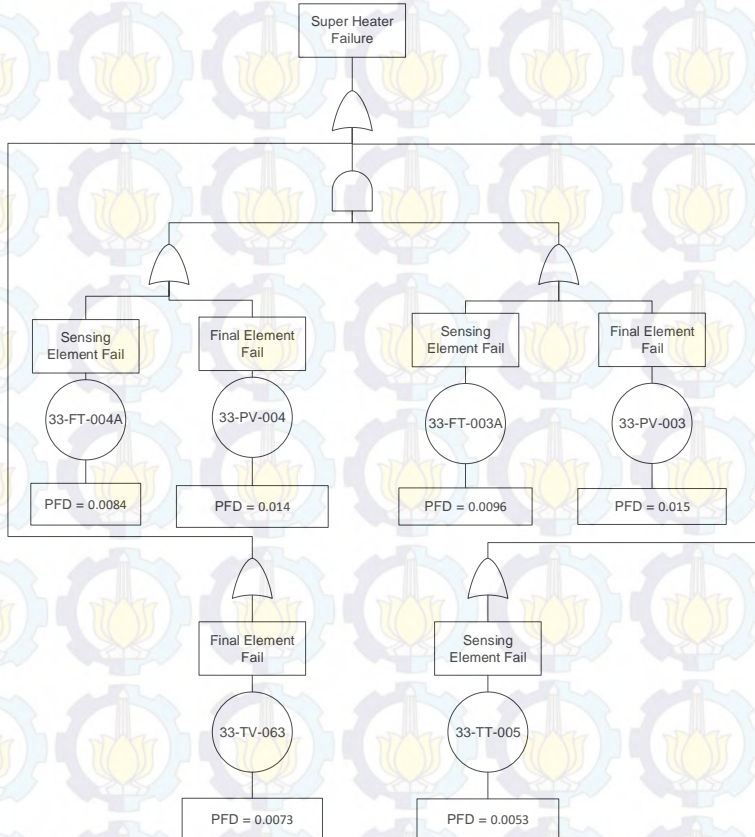 Super Heater
Failure
Sensing
Element Fail
Final Element
Fail
Sensing
Element Fail
Final Element
Fail
33-FT-004A
33-PV-004
33-FT-003A
33-PV-003
PFD = 0.0084
PFD = 0.014
PFD = 0.0096
PFD = 0.015
Final Element
Fail
Sensing
Element Fail
33-TV-063
33-TT-005
PFD = 0.0073
PFD = 0.0053